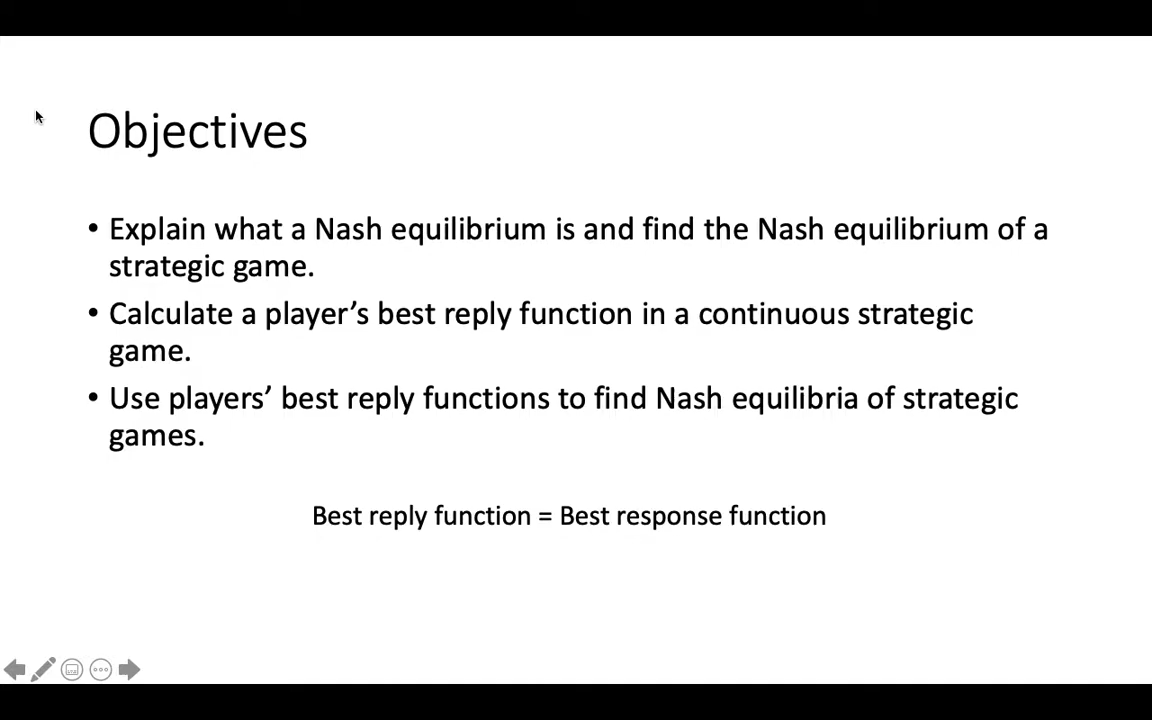 Objectives
• Explain what a Nash equilibrium is and find the Nash equilibrium of a
strategic game.
• Calculate a player’s best reply function in a continuous strategic
game.
• Use players’ best reply functions to find Nash equilibria of strategic
games.
Best reply function = Best response function